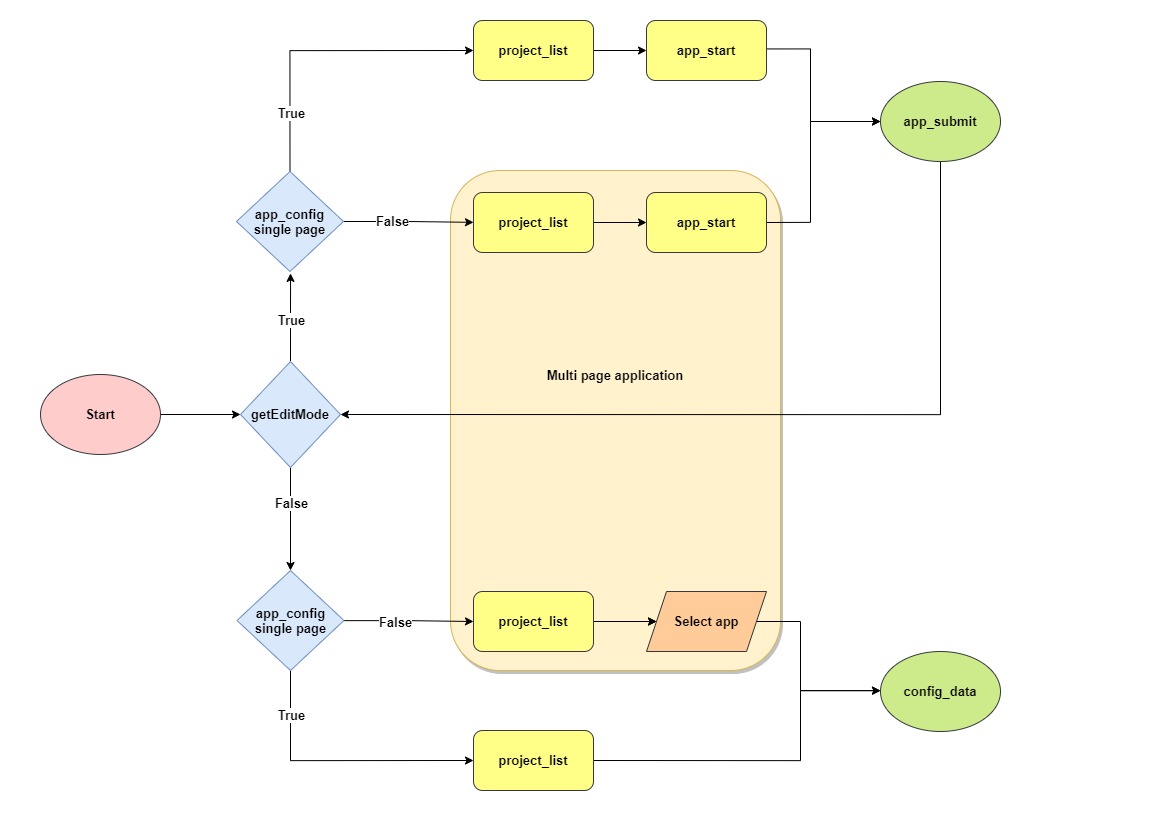 project_list
app_start
True
app_submit
app_config
single page
False
project_list
app_start
True
Multi page application
Start
getEditMode
False
app_config
single page
False
project_list
Select app
config_data
True
project_list